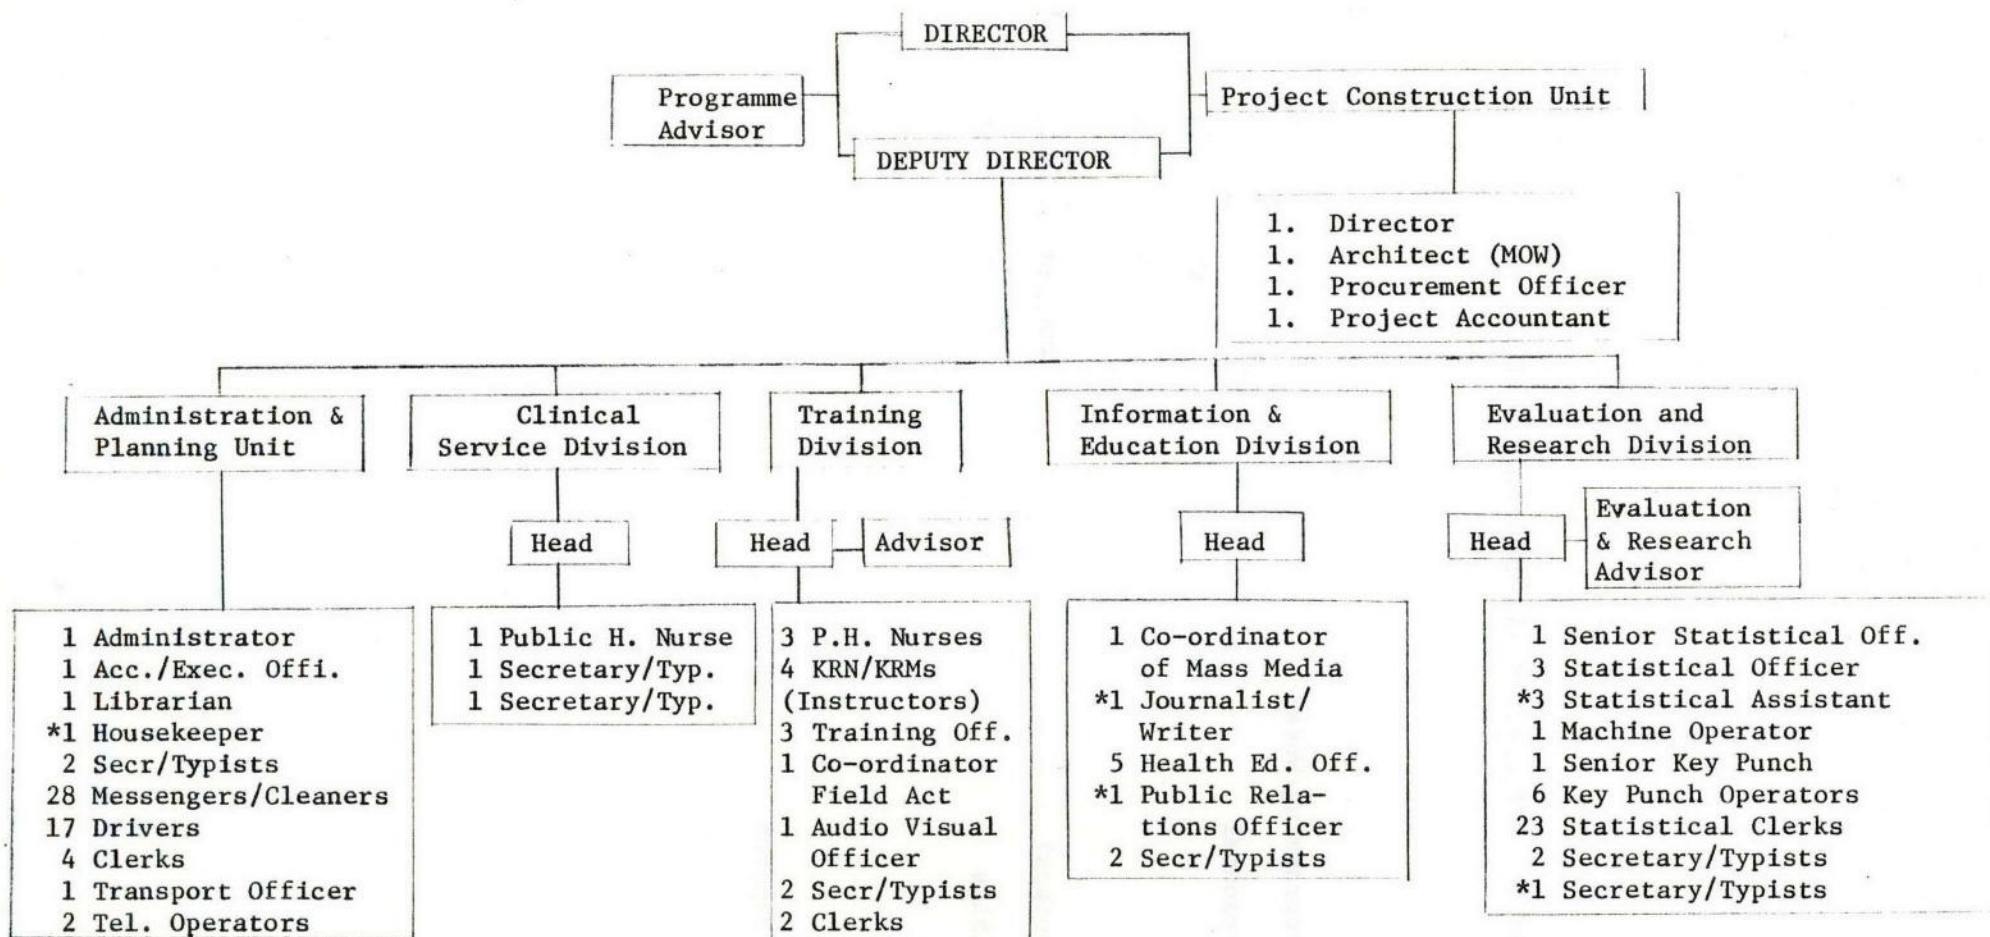 DIRECTOR
Programme
Advisor
Project Construction Unit
DEPUTY DIRECTOR
1. Director
1. Architect (MOW)
1. Procurement Officer
1. Project Accountant
Administration &
Planning Unit
Clinical
Service Division
Training
Division
Information &
Education Division
Evaluation and
Research Division
Head
Head
Advisor
Head
Head
Evaluation
& Research
Advisor
1 Administrator
1 Acc./Exec. Offi.
1 Librarian
*1 Housekeeper
2 Secr/Typists
28 Messengers/Cleaners
17 Drivers
4 Clerks
1 Transport Officer
2 Tel. Operators
1 Public H. Nurse
1 Secretary/Typ.
1 Secretary/Typ.
3 P.H. Nurses
4 KRN/KRMs
(Instructors)
3 Training Off.
1 Co-ordinator
Field Act
1 Audio Visual
Officer
2 Secr/Typists
2 Clerks
1 Co-ordinator
of Mass Media
*1 Journalist/
Writer
5 Health Ed. Off.
*1 Public Rela-
tions Officer
2 Secr/Typists
1 Senior Statistical Off.
3 Statistical Officer
*3 Statistical Assistant
1 Machine Operator
1 Senior Key Punch
6 Key Punch Operators
23 Statistical Clerks
2 Secretary/Typists
*1 Secretary/Typists